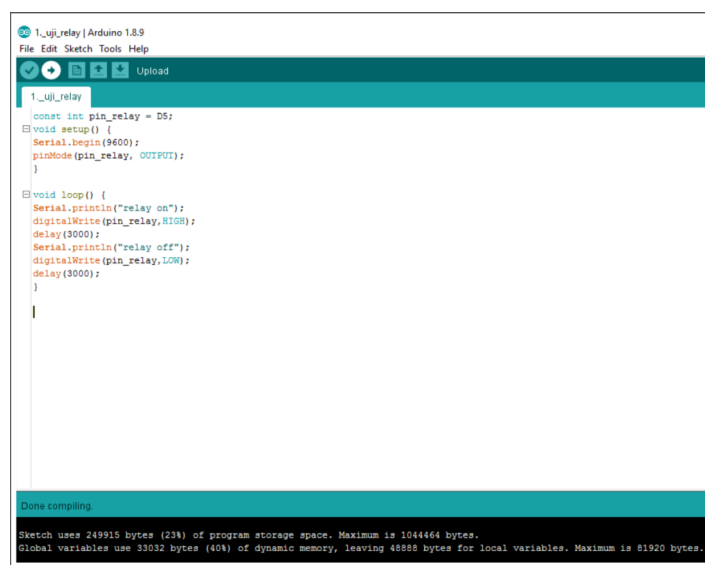 1._uji_relay | Arduino 1.8.9
File Edit Sketch Tools Help
Upload
1._uji_relay
const int pin_relay = D5;
void setup() {
Serial.begin(9600);
pinMode(pin_relay, OUTPUT);
}
void loop() {
Serial.println("relay on");
digitalWrite(pin_relay,HIGH);
delay(3000);
Serial.println("relay off");
digitalWrite(pin_relay,LOW);
delay(3000);
}
Done compiling.
Sketch uses 249915 bytes (23%) of program storage space. Maximum is 1044464 bytes.
Global variables use 33032 bytes (40%) of dynamic memory, leaving 48888 bytes for local variables. Maximum is 81920 bytes.